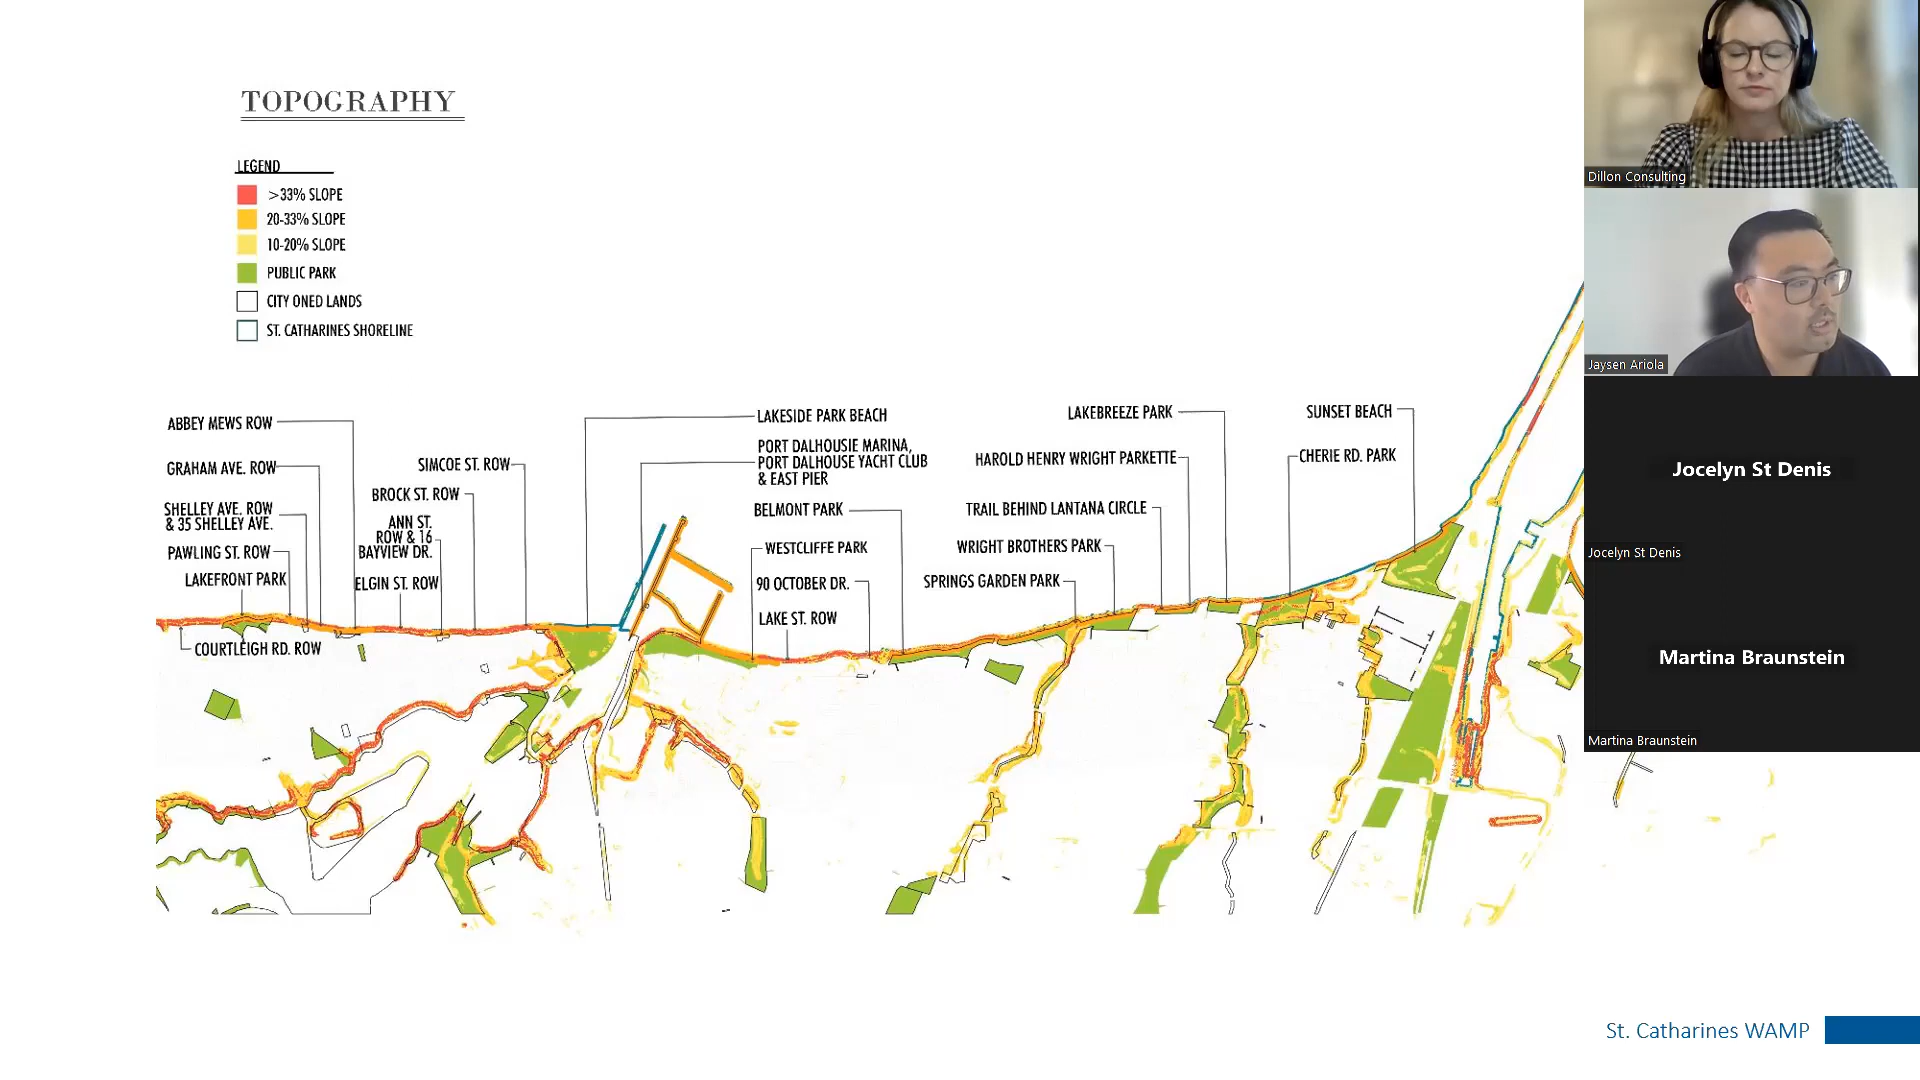 TOPOGRAPHY
LEGEND
>33% SLOPE
20-33% SLOPE
10-20% SLOPE
PUBLIC PARK
CITY ONED LANDS
ST. CATHARINES SHORELINE
ABBEY MEWS ROW
GRAHAM AVE. ROW
SHELLEY AVE. ROW
& 35 SHELLEY AVE.
PAWLING ST. ROW
LAKEFRONT PARK
COURTLEIGH RD. ROW
SIMCOE ST. ROW
BROCK ST. ROW
ANN ST.
ROW & 16
BAYVIEW DR.
ELGIN ST. ROW
LAKESIDE PARK BEACH
PORT DALHOUSIE MARINA,
PORT DALHOUSE YACHT CLUB
& EAST PIER
BELMONT PARK
WESTCLIFFE PARK
90 OCTOBER DR.
LAKE ST. ROW
LAKEBREEZE PARK
HAROLD HENRY WRIGHT PARKETTE
TRAIL BEHIND LANTANA CIRCLE
WRIGHT BROTHERS PARK
SPRINGS GARDEN PARK
SUNSET BEACH
CHERIE RD. PARK
Dillon Consulting
Jaysen Ariola
Jocelyn St Denis
Jocelyn St Denis
Martina Braunstein
Martina Braunstein
St. Catharines WAMP